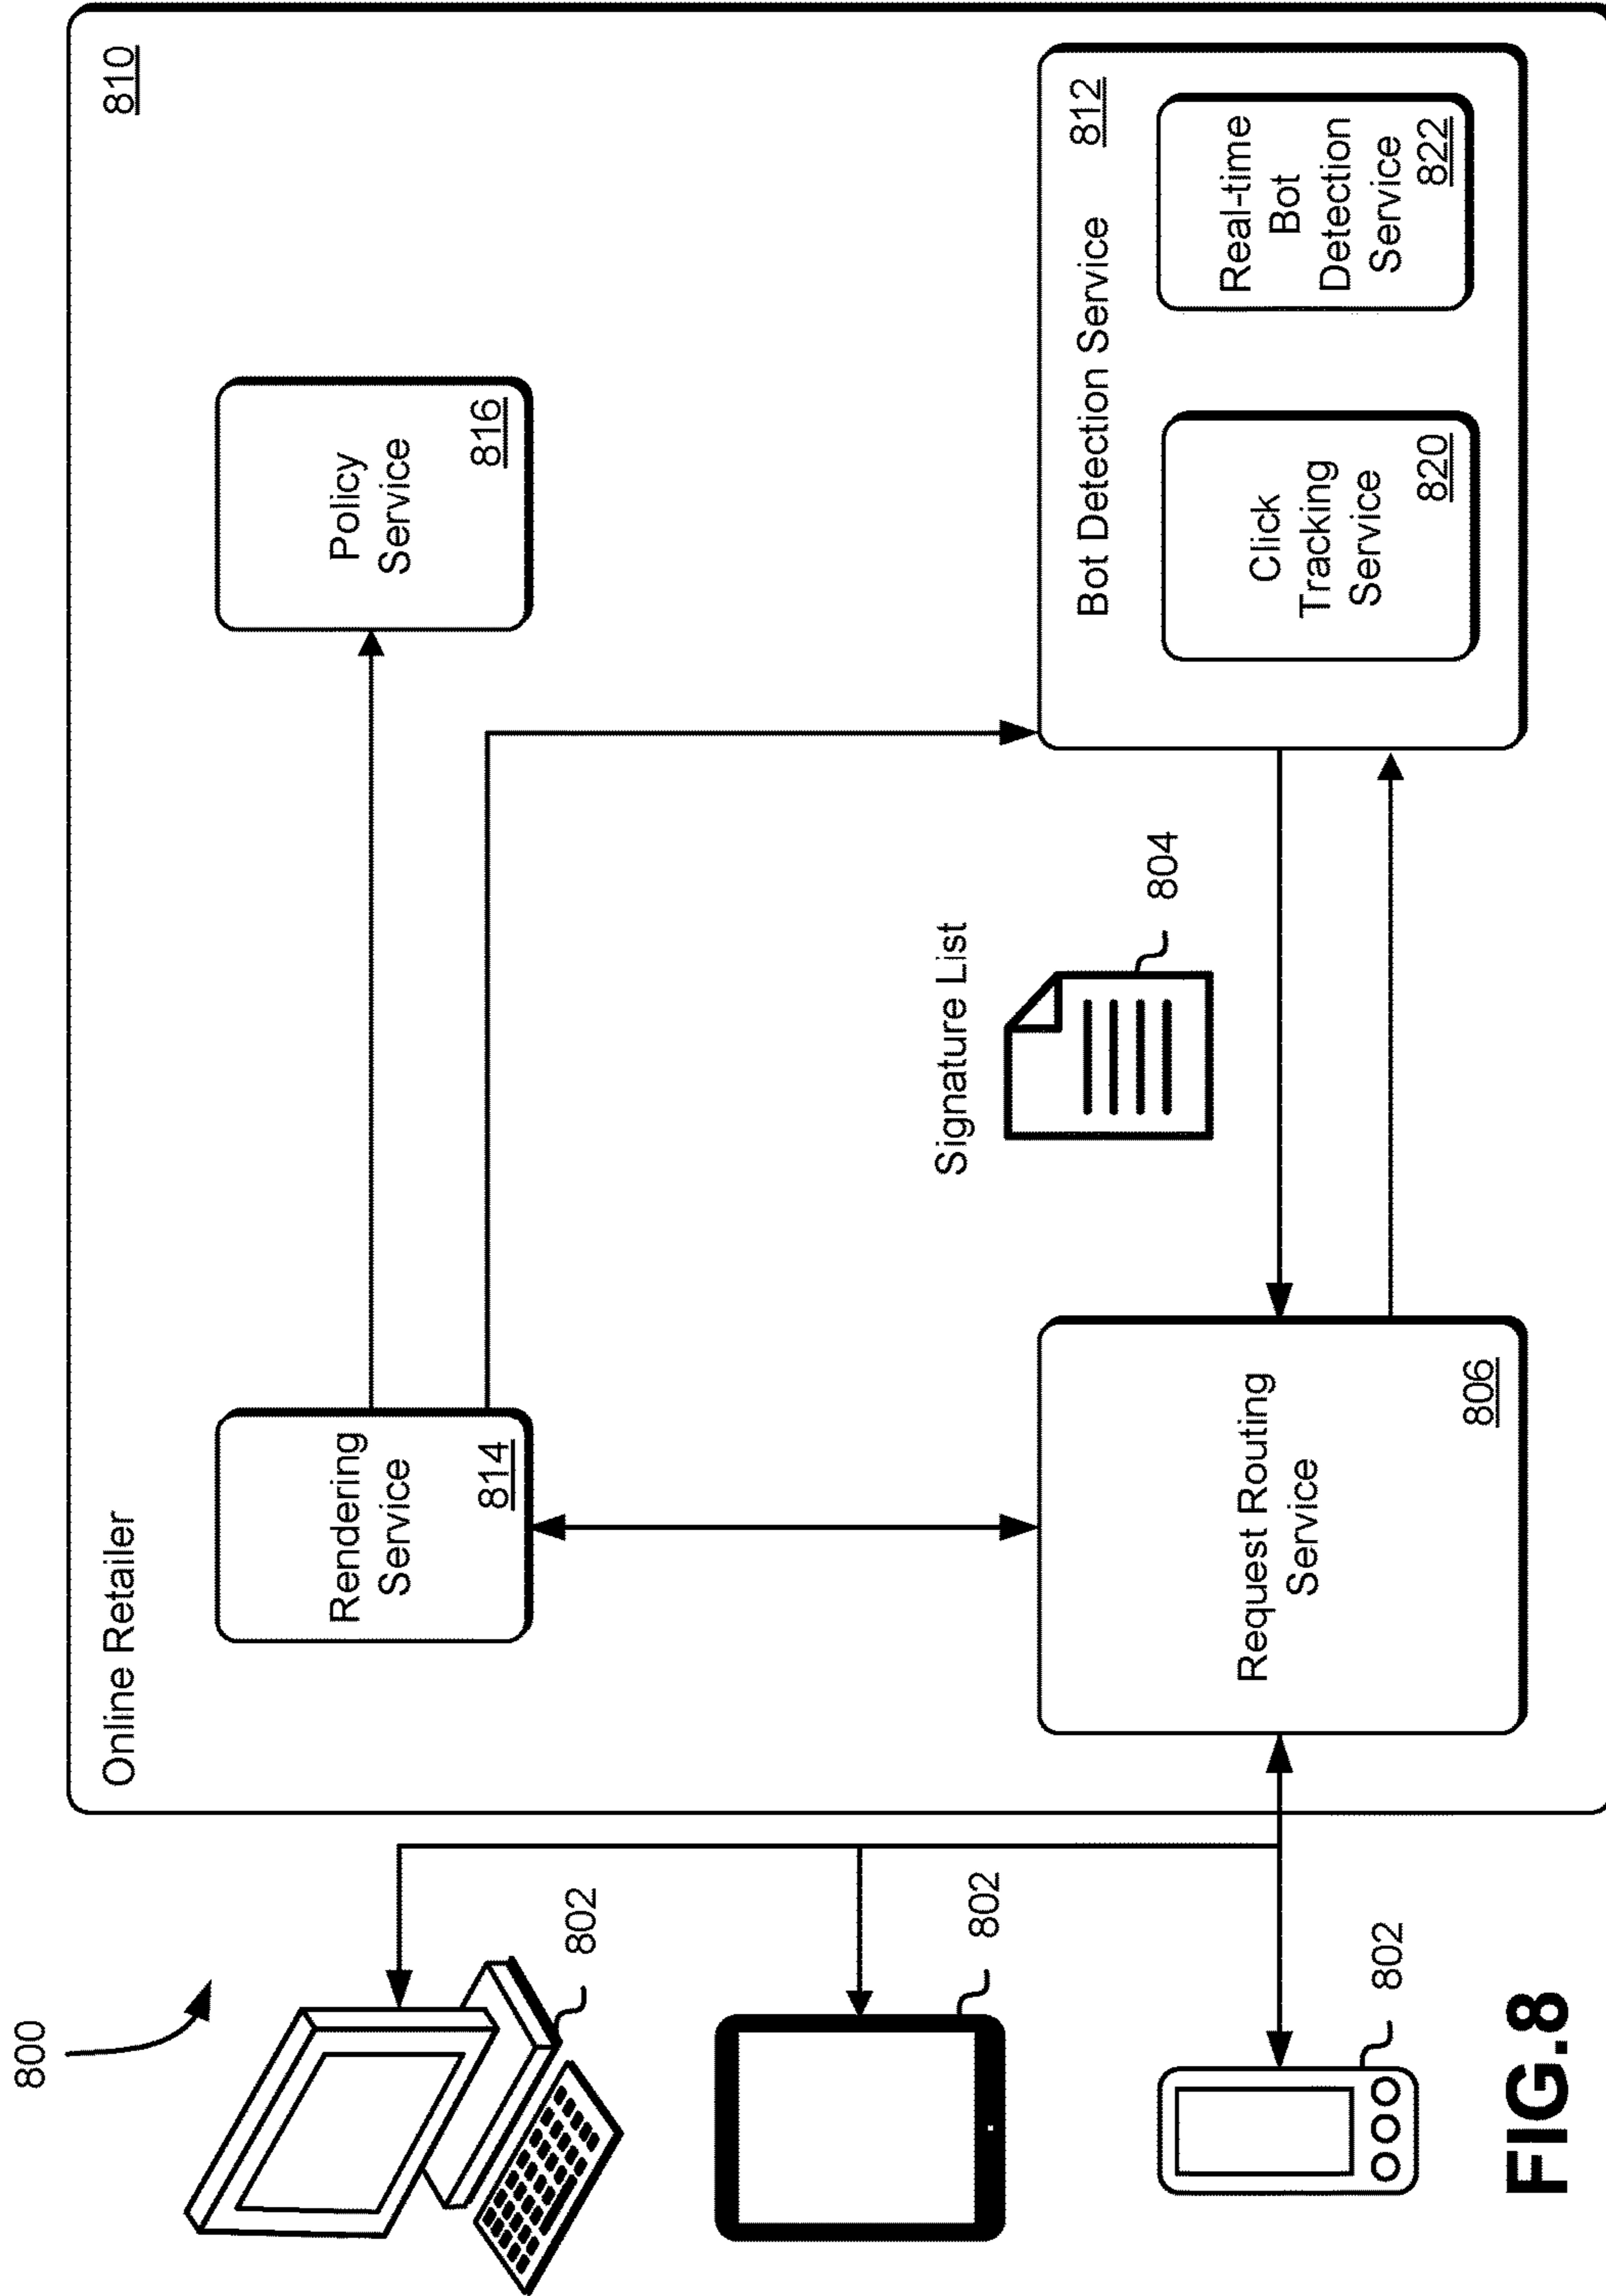 800
802
802
802
Online Retailer
810
Rendering
Service
814
Policy
Service
816
Signature List
804
Request Routing
Service
806
Bot Detection Service
812
Click
Tracking
Service
820
Real-time
Bot
Detection
Service
822
FIG.8